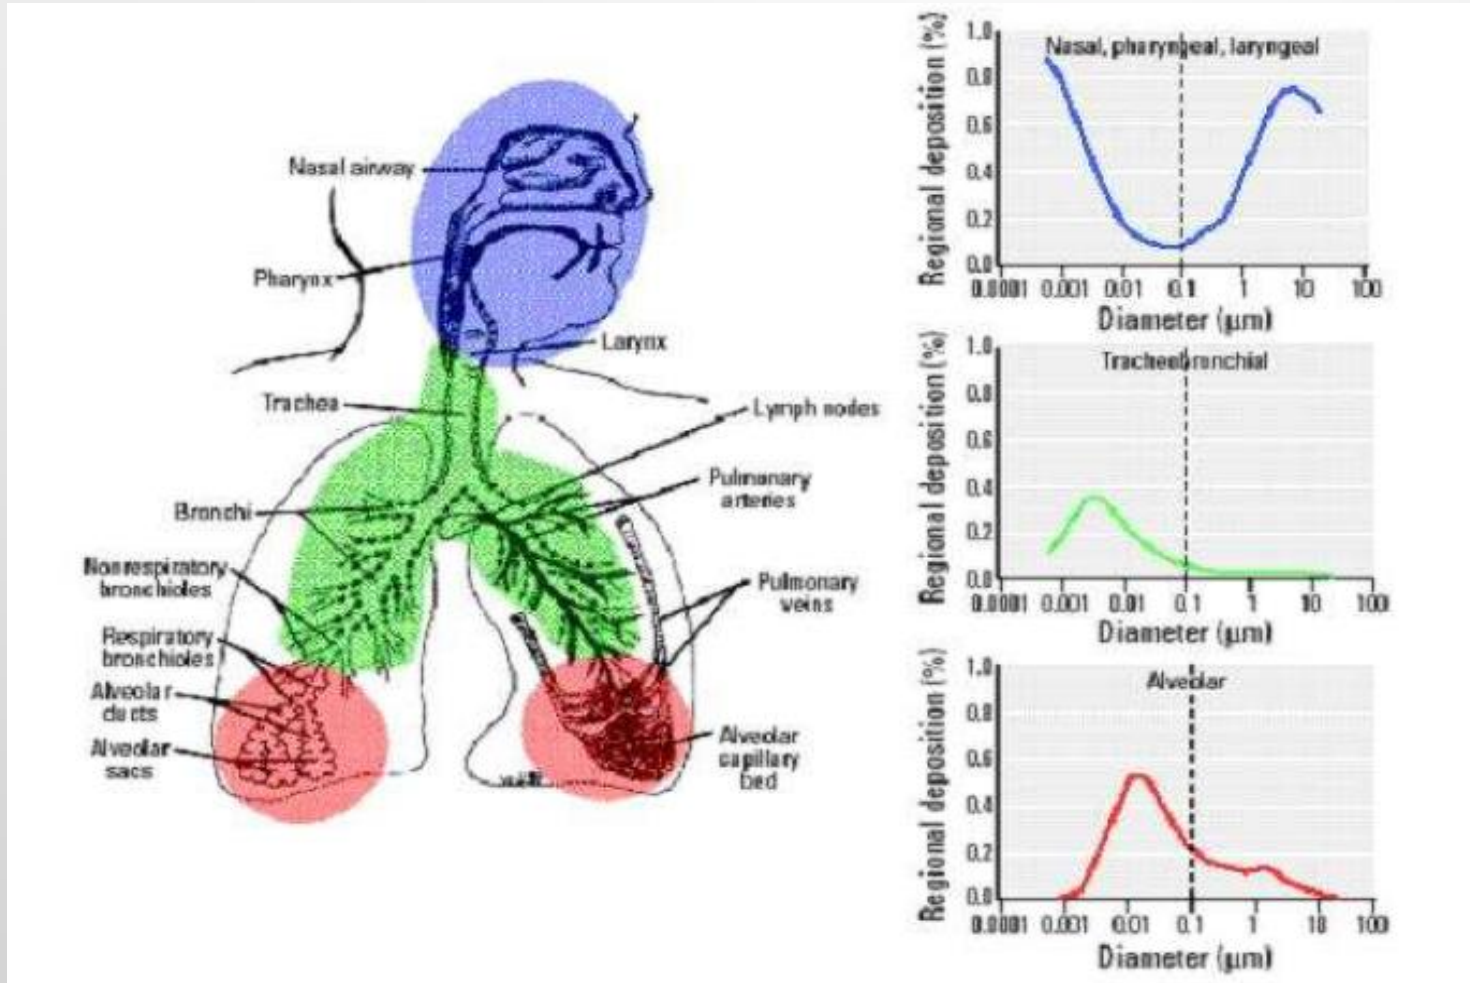 Nasal airway
Pharynx
Larynx
Trachea
Lymph nodes
Pulmonary
arteries
Bronchi
Nonrespiratory
bronchioles
Pulmonary
veins
Respiratory
bronchioles
Alveolar
ducts
Alveolar
sacs
Alveolar
capillary
bed
Regional deposition (%)
Nasal, pharyngeal, laryngeal
1.0
0.8
0.6
0.4
0.2
0.0
0.0001 0.001 0.01 0.1 1 10 100
Diameter (μm)
Regional deposition (%)
Tracheobronchial
1.0
0.8
0.6
0.4
0.2
0.0
0.0001 0.001 0.01 0.1 1 10 100
Diameter (μm)
Regional deposition (%)
Alveolar
1.0
0.8
0.6
0.4
0.2
0.0
0.0001 0.001 0.01 0.1 1 10 100
Diameter (μm)